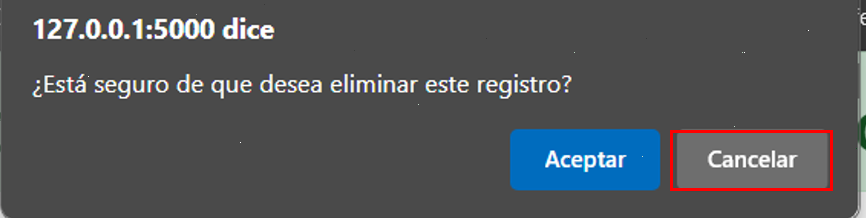 127.0.0.1:5000 dice
¿Está seguro de que desea eliminar este registro?
Aceptar
Cancelar